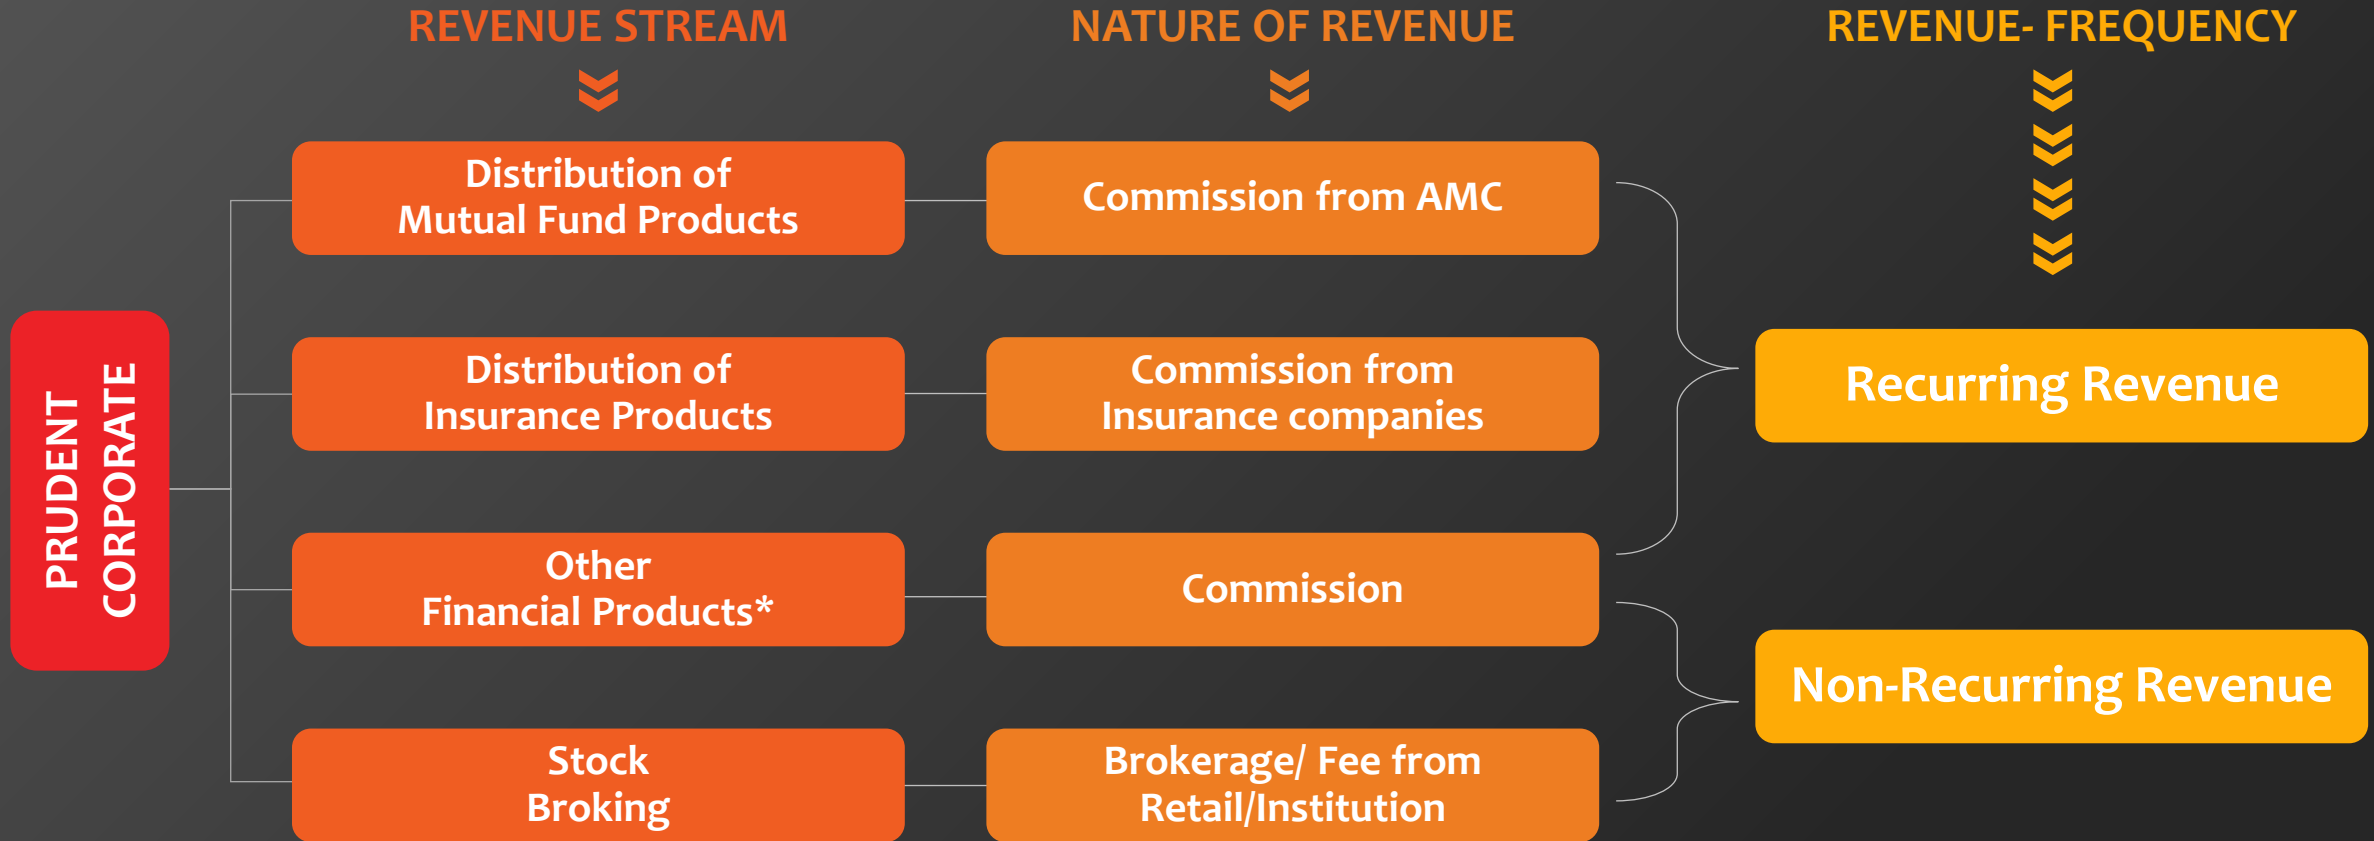 REVENUE STREAM
NATURE OF REVENUE
REVENUE- FREQUENCY
PRUDENT
CORPORATE
Distribution of
Mutual Fund Products
Commission from AMC
Distribution of
Insurance Products
Commission from
Insurance companies
Recurring Revenue
Other
Financial Products*
Commission
Non-Recurring Revenue
Stock
Broking
Brokerage/ Fee from
Retail/Institution